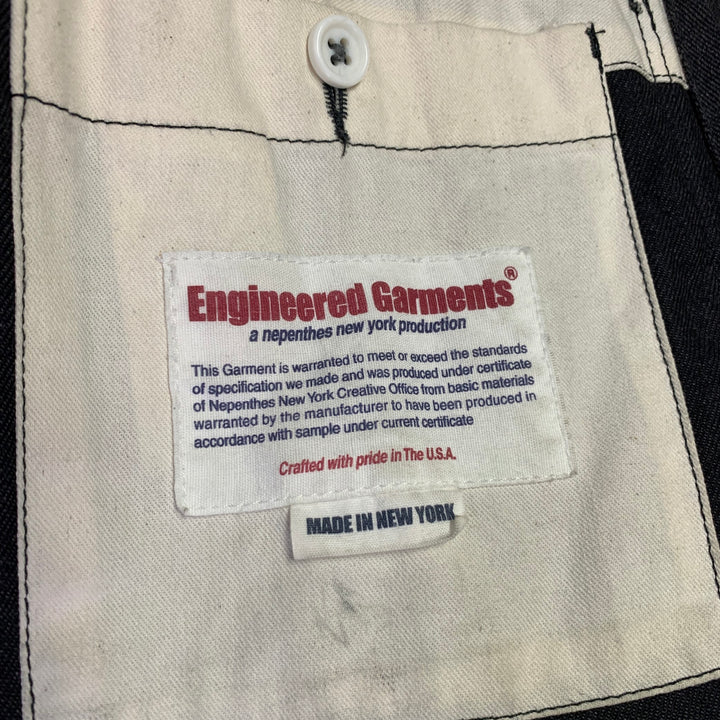 Engineered Garments®
a nepenthes new york production
This Garment is warranted to meet or exceed the standards
of specification we made and was produced under certificate
of Nepenthes New York Creative Office from basic materials
warranted by the manufacturer to have been produced in
accordance with sample under current certificate
Crafted with pride in The U.S.A.
MADE IN NEW YORK